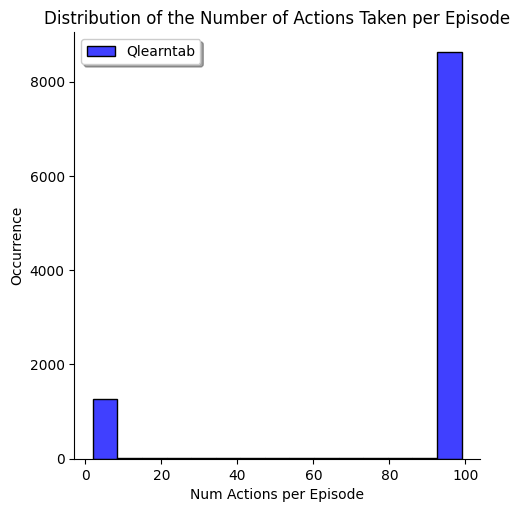 Distribution of the Number of Actions Taken per Episode
Qlearntab
8000
6000
4000
2000
0
Occurrence
0 20 40 60 80 100
Num Actions per Episode